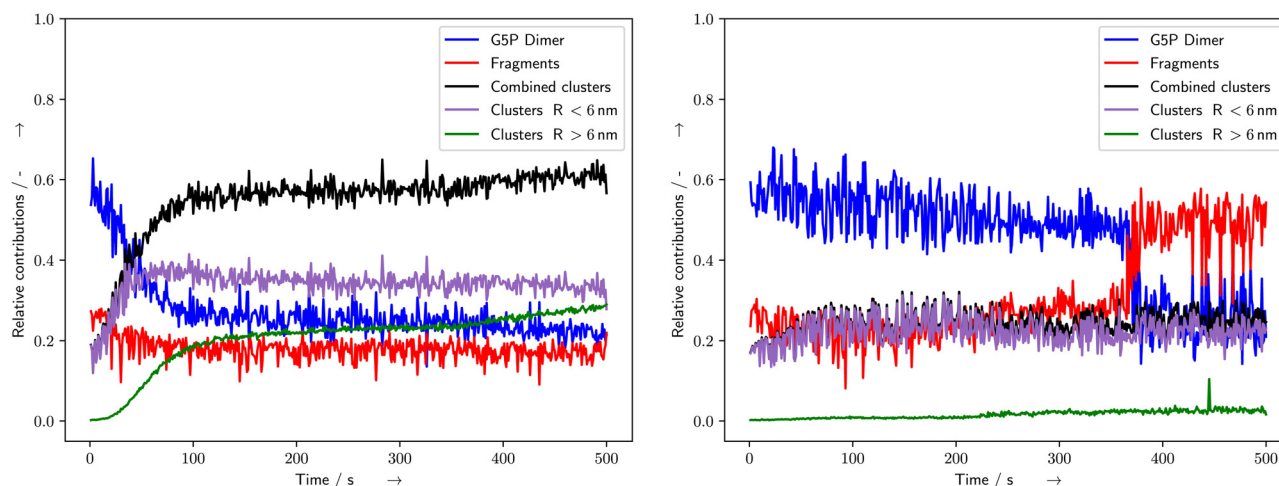 1.0
0.8
0.6
0.4
0.2
0.0
Relative contributions / - →
0 100 200 300 400 500
Time / s →
G5P Dimer
Fragments
Combined clusters
Clusters R < 6 nm
Clusters R > 6 nm
1.0
0.8
0.6
0.4
0.2
0.0
Relative contributions / - →
0 100 200 300 400 500
Time / s →
G5P Dimer
Fragments
Combined clusters
Clusters R < 6 nm
Clusters R > 6 nm